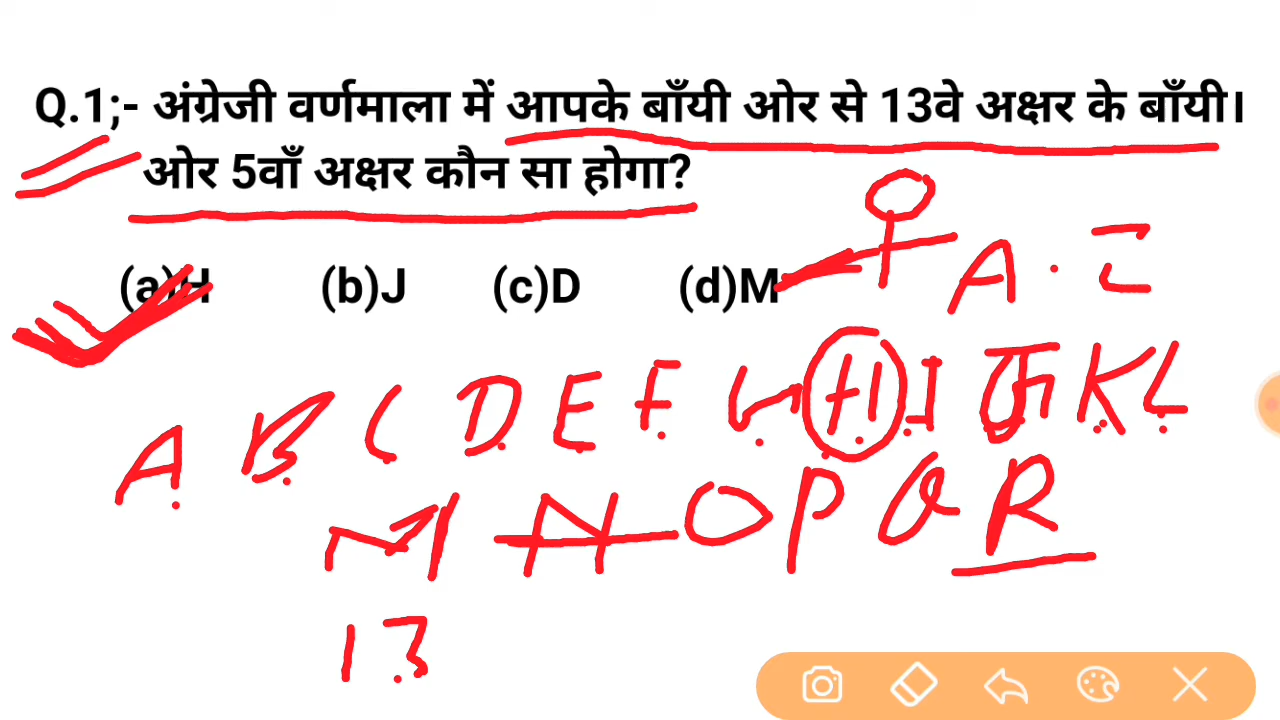 Q.1;- अंग्रेजी वर्णमाला में आपके बाँयी ओर से 13वे अक्षर के बाँयी।
ओर 5वाँ अक्षर कौन सा होगा?
(a)H (b)J (c)D (d)M
A . Z
A B C D E F G H I J K L
M N O P Q R
13